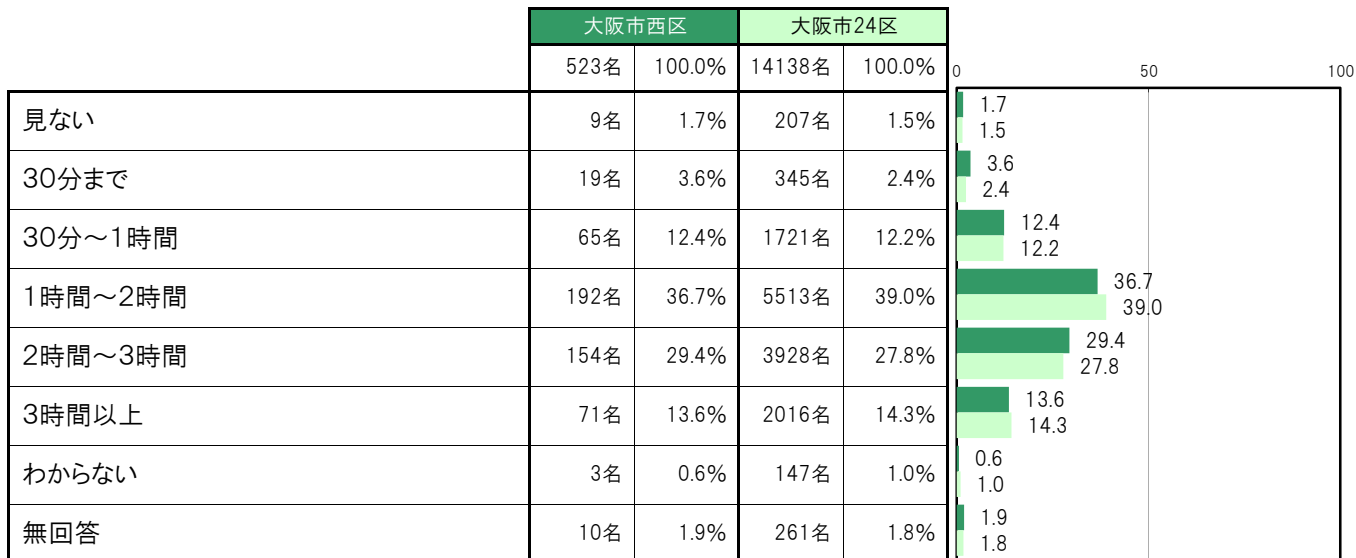 大阪市西区 大阪市24区
523名 100.0% 14138名 100.0% 0 50 100
見ない 9名 1.7% 207名 1.5% 1.7
1.5
30分まで 19名 3.6% 345名 2.4% 3.6
2.4
30分～1時間 65名 12.4% 1721名 12.2% 12.4
12.2
1時間～2時間 192名 36.7% 5513名 39.0% 36.7
39.0
2時間～3時間 154名 29.4% 3928名 27.8% 29.4
27.8
3時間以上 71名 13.6% 2016名 14.3% 13.6
14.3
わからない 3名 0.6% 147名 1.0% 0.6
1.0
無回答 10名 1.9% 261名 1.8% 1.9
1.8